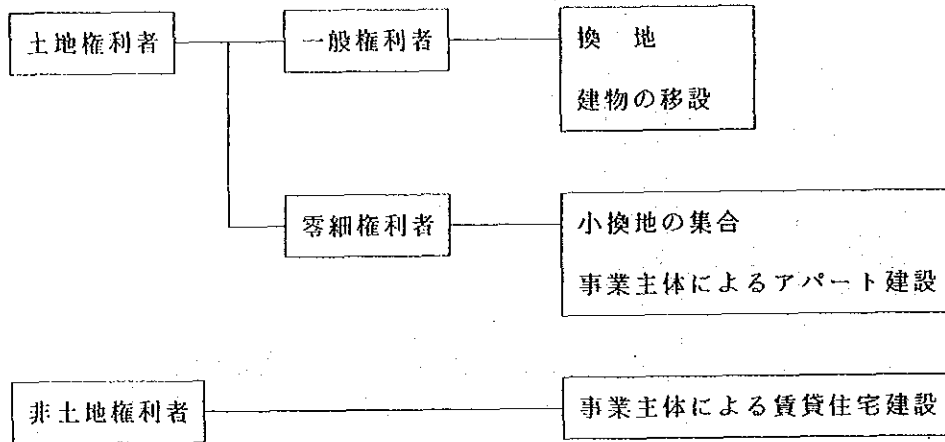 土地権利者
一般権利者
換 地
建物の移設
零細権利者
小換地の集合
事業主体によるアパート建設
非土地権利者
事業主体による賃貸住宅建設